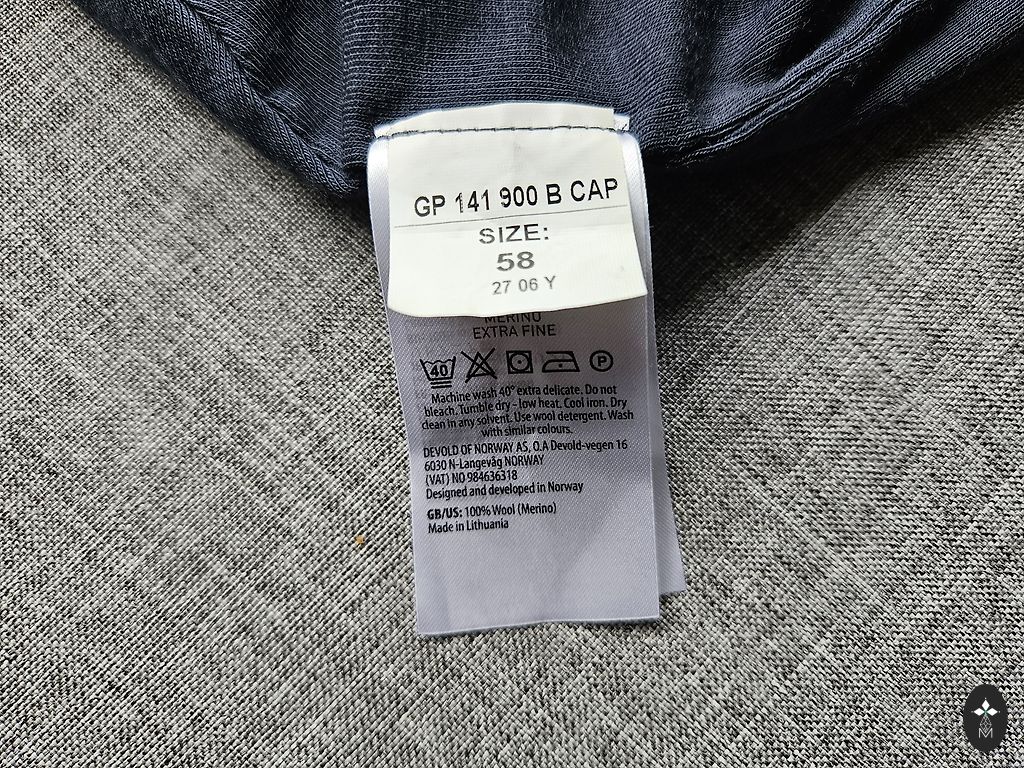 GP 141 900 B CAP
SIZE:
58
27 06 Y
MERINO
EXTRA FINE
40 P
Machine wash 40° extra delicate. Do not
bleach. Tumble dry - low heat. Cool iron. Dry
clean in any solvent. Use wool detergent. Wash
with similar colours.
DEVOLD OF NORWAY AS, O.A Devold-vegen 16
6030 N-Langevåg NORWAY
(VAT) NO 984636318
Designed and developed in Norway
GB/US: 100% Wool (Merino)
Made in Lithuania
M